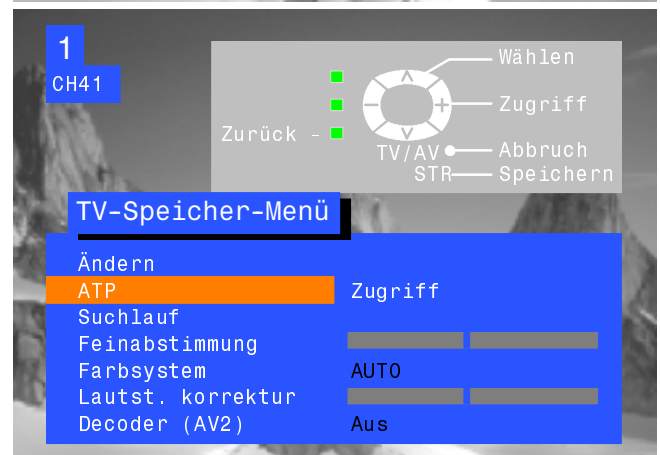 1
CH41
Wählen
Zugriff
Zurück -
TV/AV Abbruch
STR Speichern
TV-Speicher-Menü
Ändern
ATP Zugriff
Suchlauf
Feinabstimmung
Farbsystem AUTO
Lautst. korrektur
Decoder (AV2) Aus